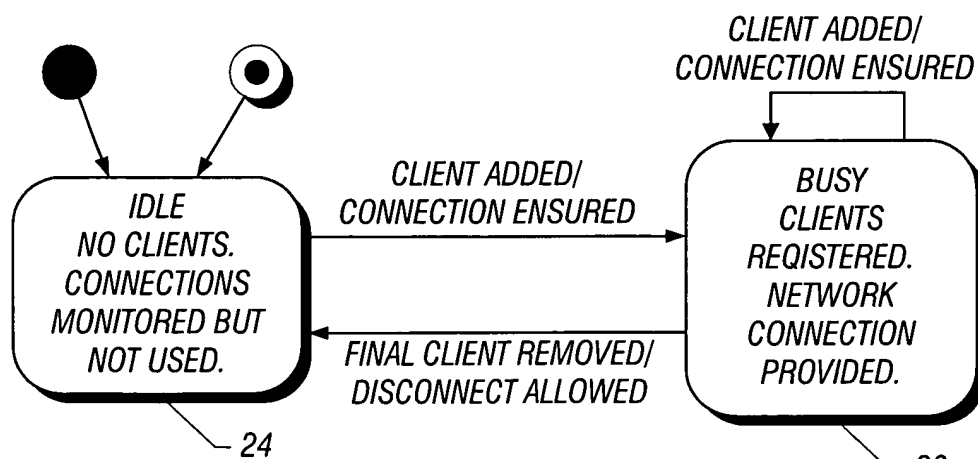 CLIENT ADDED/
CONNECTION ENSURED
IDLE
NO CLIENTS.
CONNECTIONS
MONITORED BUT
NOT USED.
CLIENT ADDED/
CONNECTION ENSURED
FINAL CLIENT REMOVED/
DISCONNECT ALLOWED
BUSY
CLIENTS
REQISTERED.
NETWORK
CONNECTION
PROVIDED.
24